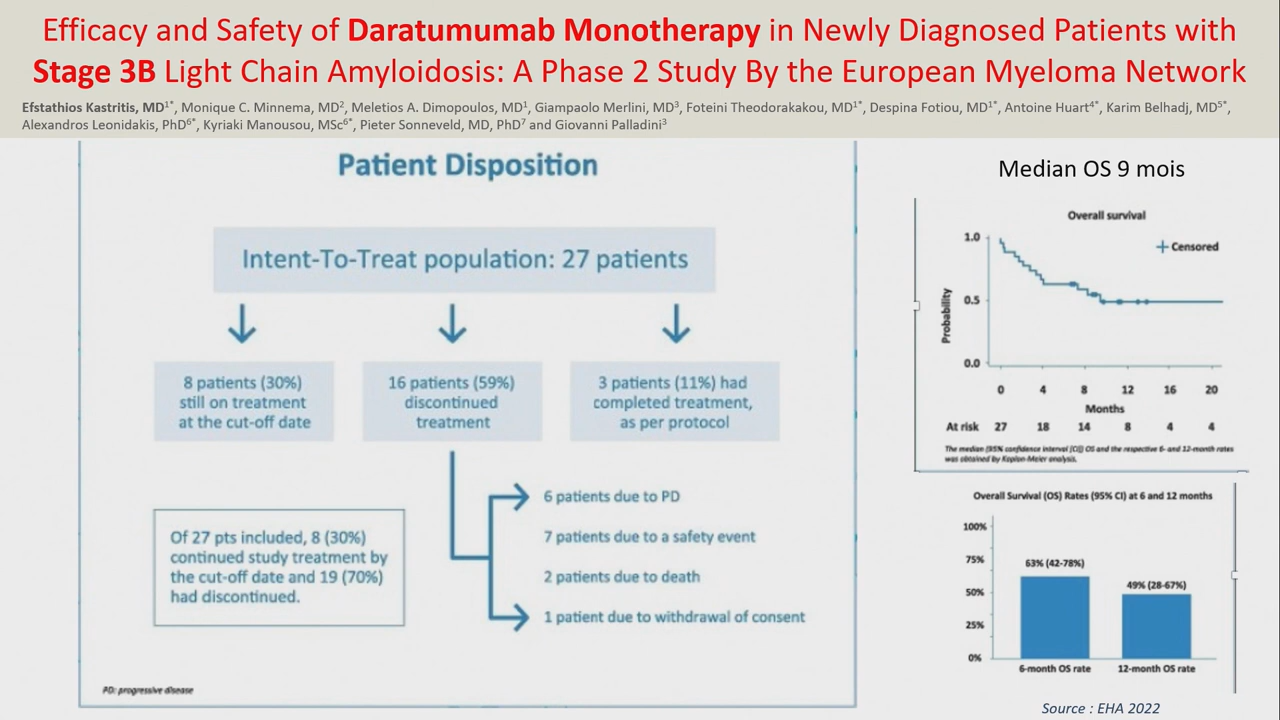 Efficacy and Safety of Daratumumab Monotherapy in Newly Diagnosed Patients with
Stage 3B Light Chain Amyloidosis: A Phase 2 Study By the European Myeloma Network
Efstathios Kastritis, MD1*, Monique C. Minnema, MD2, Meletios A. Dimopoulos, MD1, Giampaolo Merlini, MD3, Foteini Theodorakakou, MD1*, Despina Fotiou, MD1*, Antoine Huart4*, Karim Belhadj, MD5*,
Alexandros Leonidakis, PhD6*, Kyriaki Manousou, MSc6*, Pieter Sonneveld, MD, PhD7 and Giovanni Palladini3
Patient Disposition
Intent-To-Treat population: 27 patients
8 patients (30%)
still on treatment
at the cut-off date
16 patients (59%)
discontinued
treatment
3 patients (11%) had
completed treatment,
as per protocol
6 patients due to PD
7 patients due to a safety event
2 patients due to death
1 patient due to withdrawal of consent
Of 27 pts included, 8 (30%)
continued study treatment by
the cut-off date and 19 (70%)
had discontinued.
PD: progressive disease
Median OS 9 mois
Overall survival
Censored
Probability
1.0
0.5
0.0
0 4 8 12 16 20
Months
At risk 27 18 14 8 4 4
The median (95% confidence interval [CI]) OS and the respective 6- and 12-month rates
was obtained by Kaplan-Meier analysis.
Overall Survival (OS) Rates (95% CI) at 6 and 12 months
100%
75%
50%
25%
0%
63% (42-78%)
49% (28-67%)
6-month OS rate
12-month OS rate
Source : EHA 2022